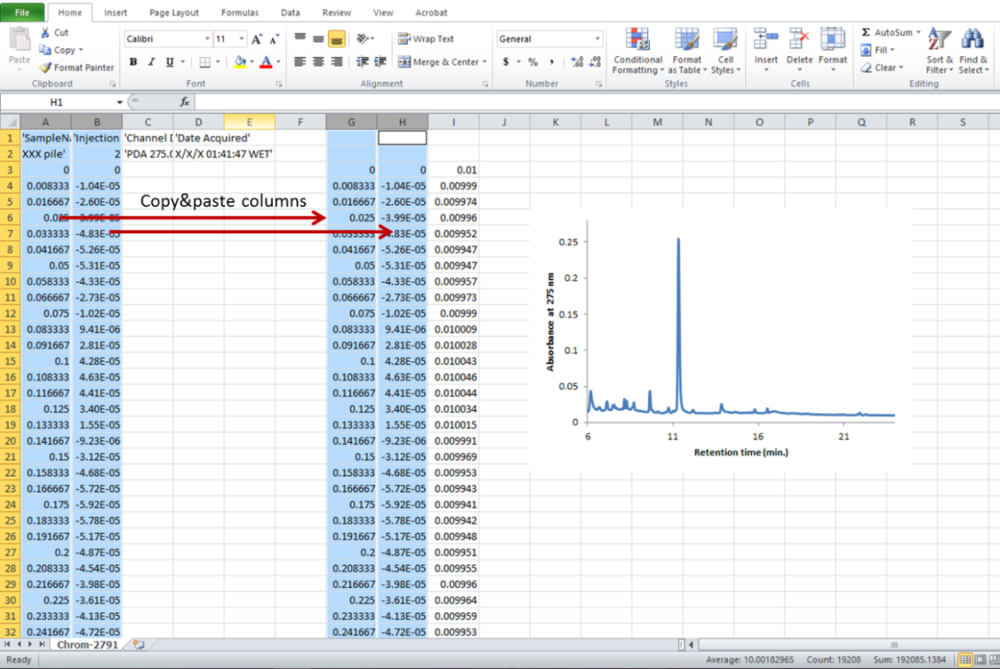 File Home Insert Page Layout Formulas Data Review View Acrobat
Cut
Copy
Format Painter
Paste
Clipboard
Calibri 11
B I U
Font
Wrap Text
Merge & Center
Alignment
General
$ % ,
Number
Conditional Formatting
Format as Table
Cell Styles
Styles
Insert Delete Format
Cells
Σ AutoSum
Fill
Clear
Sort & Filter
Find & Select
Editing
H1 fx
A B C D E F G H I J K L M N O P Q R S
1 'SampleNa 'Injection 'Channel D 'Date Acquired'
2 XXX pile' 2 'PDA 275.0 X/X/X 01:41:47 WET'
3 0 0 0 0 0.01
4 0.008333 -1.04E-05 0.008333 -1.04E-05 0.00999
5 0.016667 -2.60E-05 Copy&paste columns 0.016667 -2.60E-05 0.009974
6 0.025 -3.99E-05 0.025 -3.99E-05 0.00996
7 0.033333 -4.83E-05 0.033333 -4.83E-05 0.009952
8 0.041667 -5.26E-05 0.041667 -5.26E-05 0.009947
9 0.05 -5.31E-05 0.05 -5.31E-05 0.009947
10 0.058333 -4.33E-05 0.058333 -4.33E-05 0.009957
11 0.066667 -2.73E-05 0.066667 -2.73E-05 0.009973
12 0.075 -1.02E-05 0.075 -1.02E-05 0.00999
13 0.083333 9.41E-06 0.083333 9.41E-06 0.010009
14 0.091667 2.81E-05 0.091667 2.81E-05 0.010028
15 0.1 4.28E-05 0.1 4.28E-05 0.010043
16 0.108333 4.63E-05 0.108333 4.63E-05 0.010046
17 0.116667 4.41E-05 0.116667 4.41E-05 0.010044
18 0.125 3.40E-05 0.125 3.40E-05 0.010034
19 0.133333 1.55E-05 0.133333 1.55E-05 0.010015
20 0.141667 -9.23E-06 0.141667 -9.23E-06 0.009991
21 0.15 -3.12E-05 0.15 -3.12E-05 0.009969
22 0.158333 -4.68E-05 0.158333 -4.68E-05 0.009953
23 0.166667 -5.72E-05 0.166667 -5.72E-05 0.009943
24 0.175 -5.92E-05 0.175 -5.92E-05 0.009941
25 0.183333 -5.78E-05 0.183333 -5.78E-05 0.009942
26 0.191667 -5.17E-05 0.191667 -5.17E-05 0.009948
27 0.2 -4.87E-05 0.2 -4.87E-05 0.009951
28 0.208333 -4.54E-05 0.208333 -4.54E-05 0.009955
29 0.216667 -3.98E-05 0.216667 -3.98E-05 0.00996
30 0.225 -3.61E-05 0.225 -3.61E-05 0.009964
31 0.233333 -4.13E-05 0.233333 -4.13E-05 0.009959
32 0.241667 -4.72E-05 0.241667 -4.72E-05 0.009953
Absorbance at 275 nm
0.25
0.2
0.15
0.1
0.05
0
6 11 16 21
Retention time (min.)
Chrom-2791
Ready Average: 10.00182965 Count: 19208 Sum: 192085.1384